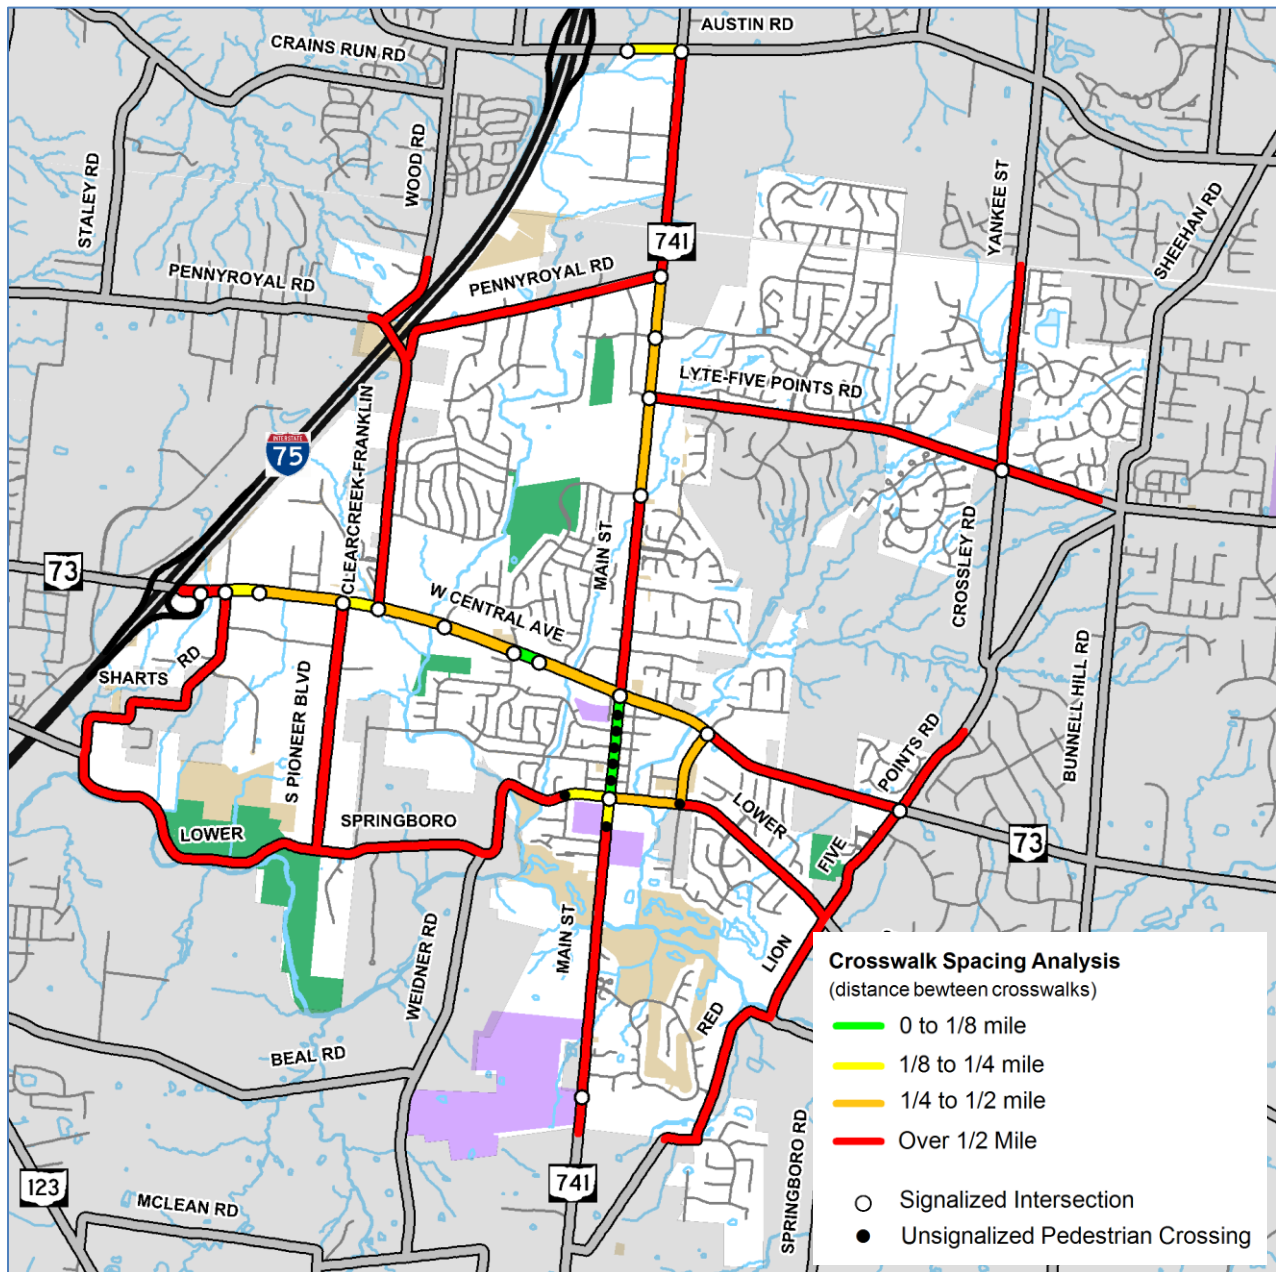 AUSTIN RD
CRAINS RUN RD
WOOD RD
STALEY RD
YANKEE ST
SHEEHAN RD
741
PENNYROYAL RD
PENNYROYAL RD
LYTE-FIVE POINTS RD
CLEARCREEK-FRANKLIN
INTERSTATE
75
73
MAIN ST
CROSSLEY RD
W CENTRAL AVE
SHARTS RD
S PIONEER BLVD
BUNNELL HILL RD
POINTS RD
LOWER
SPRINGBORO
LOWER
FIVE
73
WEIDNER RD
MAIN ST
LION
RED
BEAL RD
SPRINGBORO RD
123
741
MCLEAN RD
Crosswalk Spacing Analysis
(distance bewteen crosswalks)
0 to 1/8 mile
1/8 to 1/4 mile
1/4 to 1/2 mile
Over 1/2 Mile
Signalized Intersection
Unsignalized Pedestrian Crossing